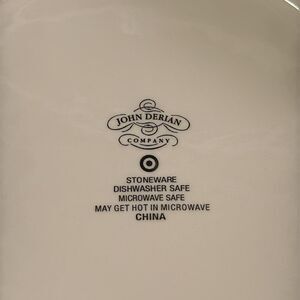 JOHN DERIAN
COMPANY
STONEWARE
DISHWASHER SAFE
MICROWAVE SAFE
MAY GET HOT IN MICROWAVE
CHINA